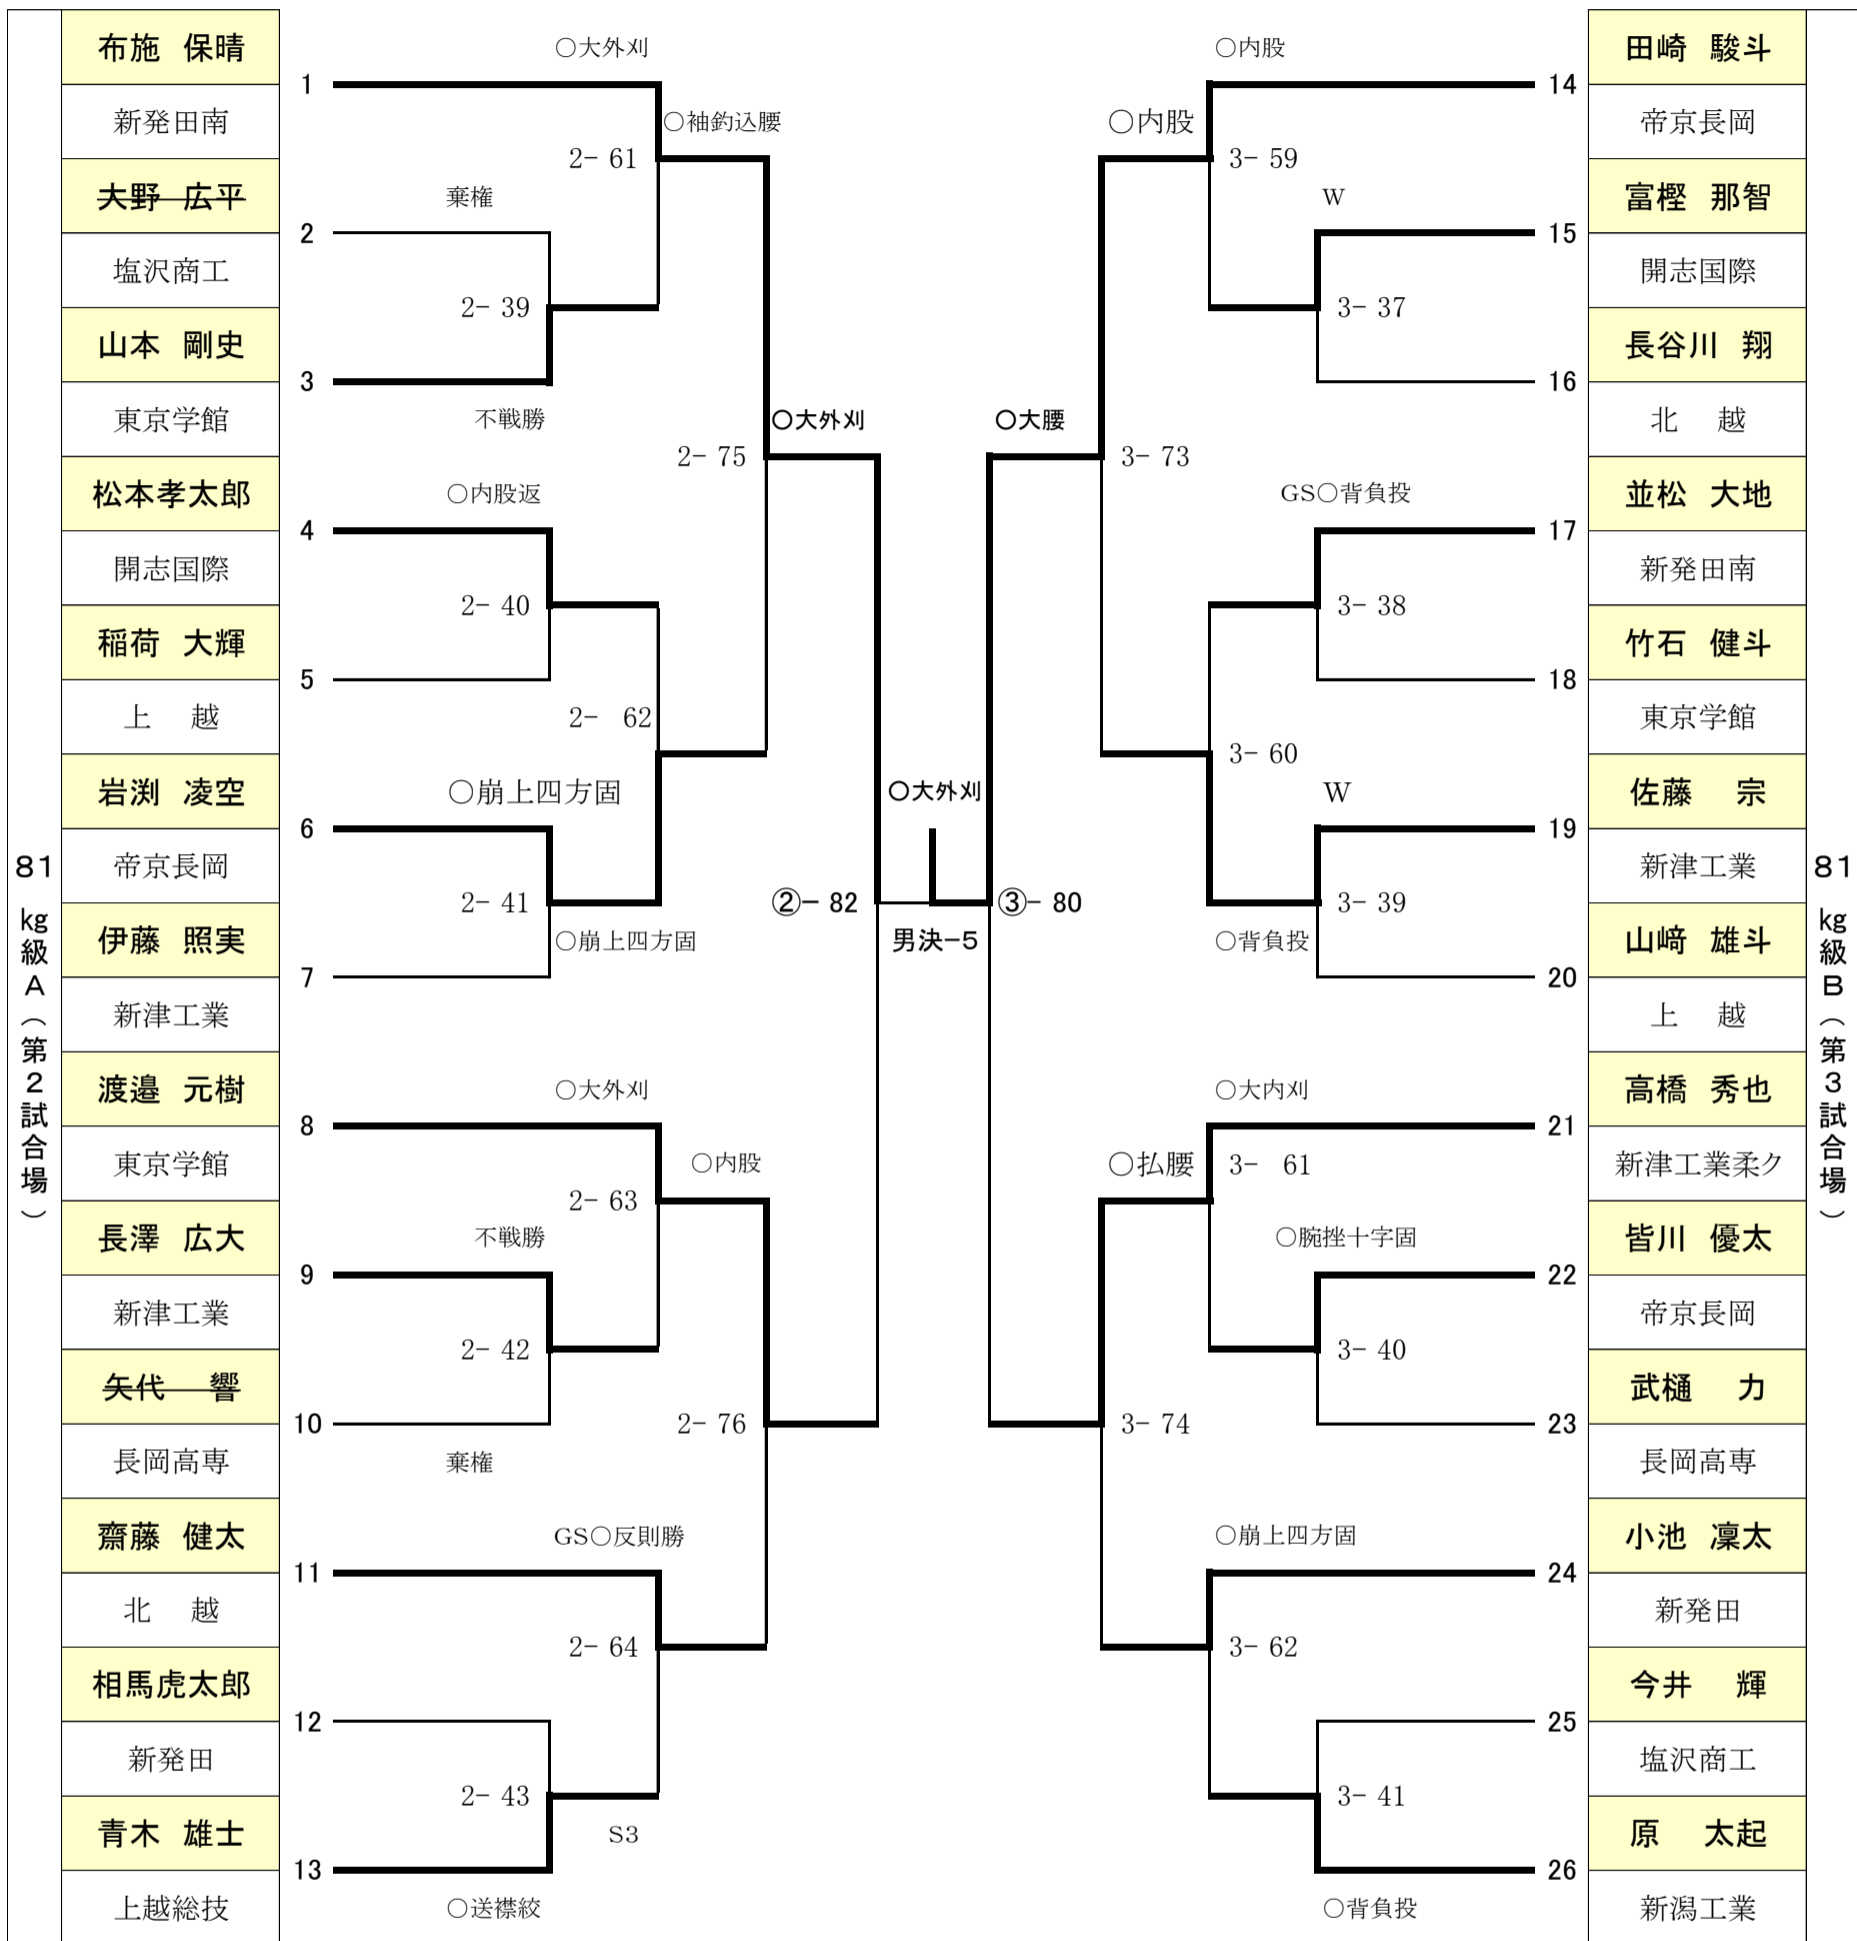 81
kg
級
A
（
第
2
試
合
場
）
布施 保晴
1
新発田南
大野 広平
2
塩沢商工
山本 剛史
3
東京学館
松本孝太郎
4
開志国際
稲荷 大輝
5
上 越
岩渕 凌空
6
帝京長岡
伊藤 照実
7
新津工業
渡邉 元樹
8
東京学館
長澤 広大
9
新津工業
矢代 響
10
長岡高専
齋藤 健太
11
北 越
相馬虎太郎
12
新発田
青木 雄士
13
上越総技
○大外刈
○袖釣込腰
2- 61
棄権
2- 39
不戦勝
○大外刈
2- 75
○内股返
2- 40
2- 62
○崩上四方固
2- 41
○崩上四方固
②- 82
○大外刈
男決-5
○大外刈
○内股
2- 63
不戦勝
2- 42
棄権
2- 76
GS○反則勝
2- 64
2- 43
S3
○送襟絞
○内股
○内股
3- 59
W
3- 37
○大腰
3- 73
GS○背負投
3- 38
3- 60
W
3- 39
○背負投
③- 80
○大内刈
○払腰
3- 61
○腕挫十字固
3- 40
3- 74
○崩上四方固
3- 62
3- 41
○背負投
田崎 駿斗
14
帝京長岡
富樫 那智
15
開志国際
長谷川 翔
16
北 越
並松 大地
17
新発田南
竹石 健斗
18
東京学館
佐藤 宗
19
新津工業
山﨑 雄斗
20
上 越
高橋 秀也
21
新津工業柔ク
皆川 優太
22
帝京長岡
武樋 力
23
長岡高専
小池 凜太
24
新発田
今井 輝
25
塩沢商工
原 太起
26
新潟工業
81
kg
級
B
（
第
3
試
合
場
）